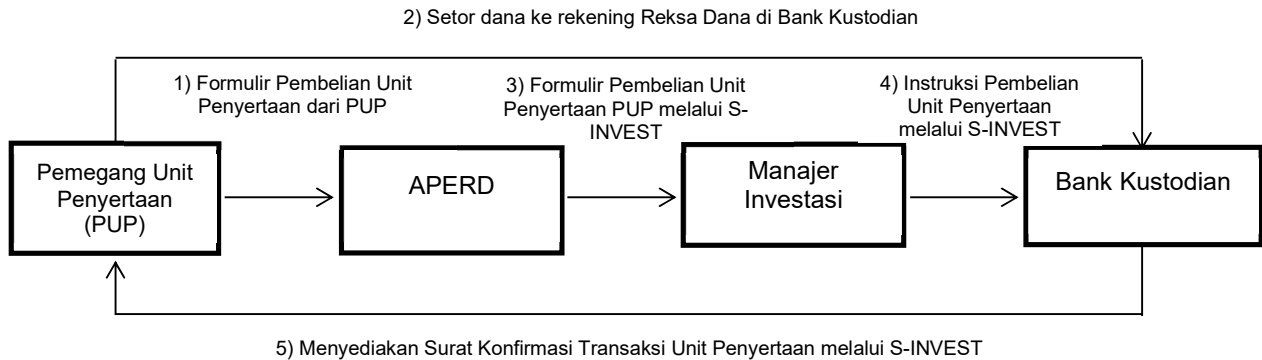 2) Setor dana ke rekening Reksa Dana di Bank Kustodian
1) Formulir Pembelian Unit
Penyertaan dari PUP
3) Formulir Pembelian Unit
Penyertaan PUP melalui S-
INVEST
4) Instruksi Pembelian
Unit Penyertaan
melalui S-INVEST
Pemegang Unit
Penyertaan
(PUP)
APERD
Manajer
Investasi
Bank Kustodian
5) Menyediakan Surat Konfirmasi Transaksi Unit Penyertaan melalui S-INVEST